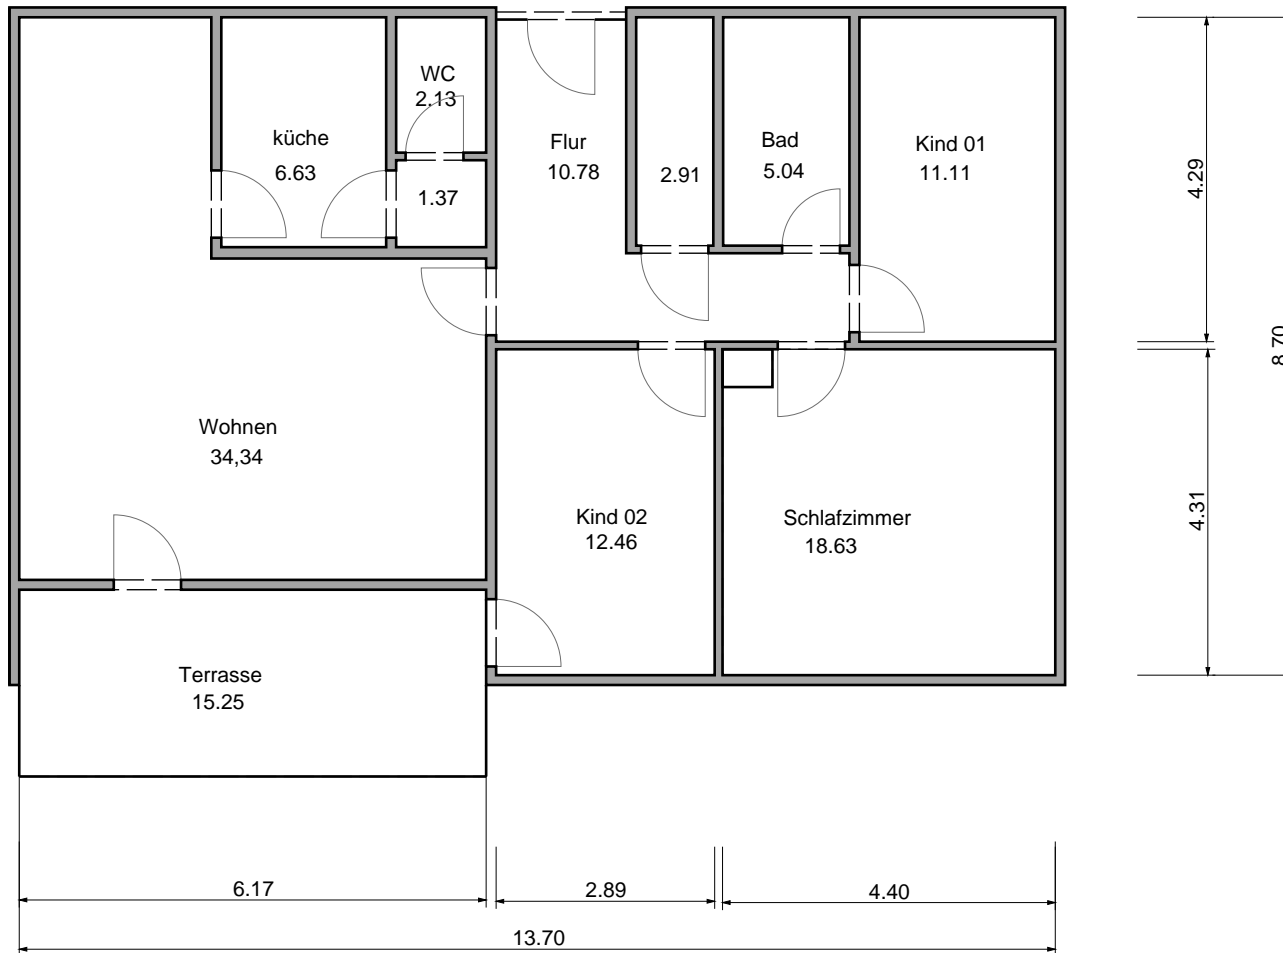 WC
2.13
küche
6.63
1.37
Flur
10.78
2.91
Bad
5.04
Kind 01
11.11
4.29
8.70
Wohnen
34,34
Kind 02
12.46
Schlafzimmer
18.63
4.31
Terrasse
15.25
6.17
2.89
4.40
13.70